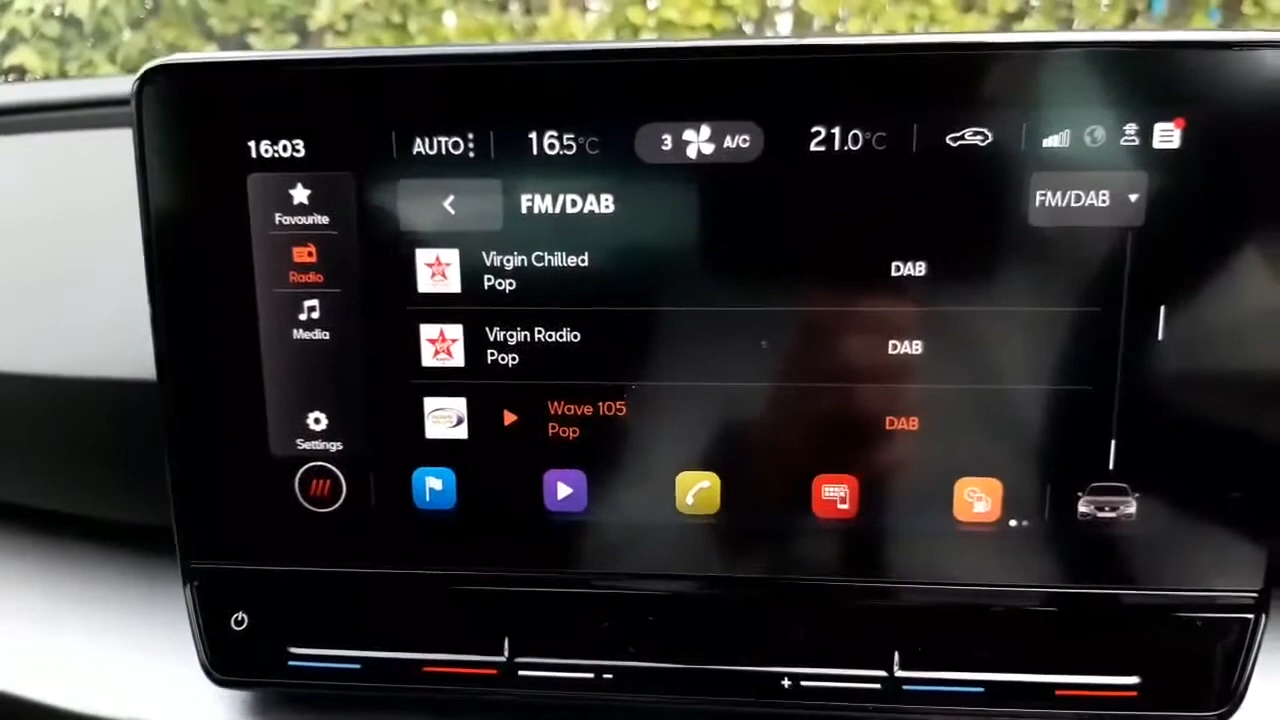 16:03
AUTO
16.5°C
3
A/C
21.0°C
Favourite
Radio
Media
Settings
FM/DAB
FM/DAB
Virgin Chilled
Pop
DAB
Virgin Radio
Pop
DAB
Wave 105
Pop
DAB
-
+